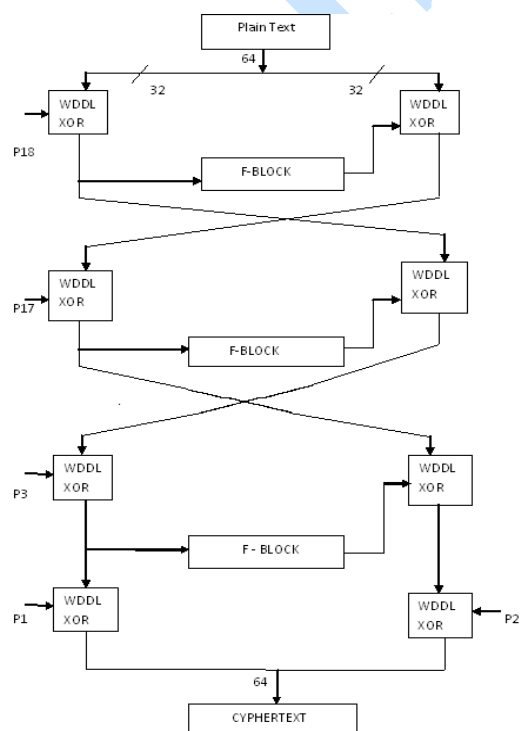 Plain Text
64
32
32
WDDL
XOR
WDDL
XOR
P18
F-BLOCK
WDDL
XOR
WDDL
XOR
P17
F-BLOCK
WDDL
XOR
WDDL
XOR
P3
F - BLOCK
WDDL
XOR
WDDL
XOR
P1
P2
64
CYPHERTEXT